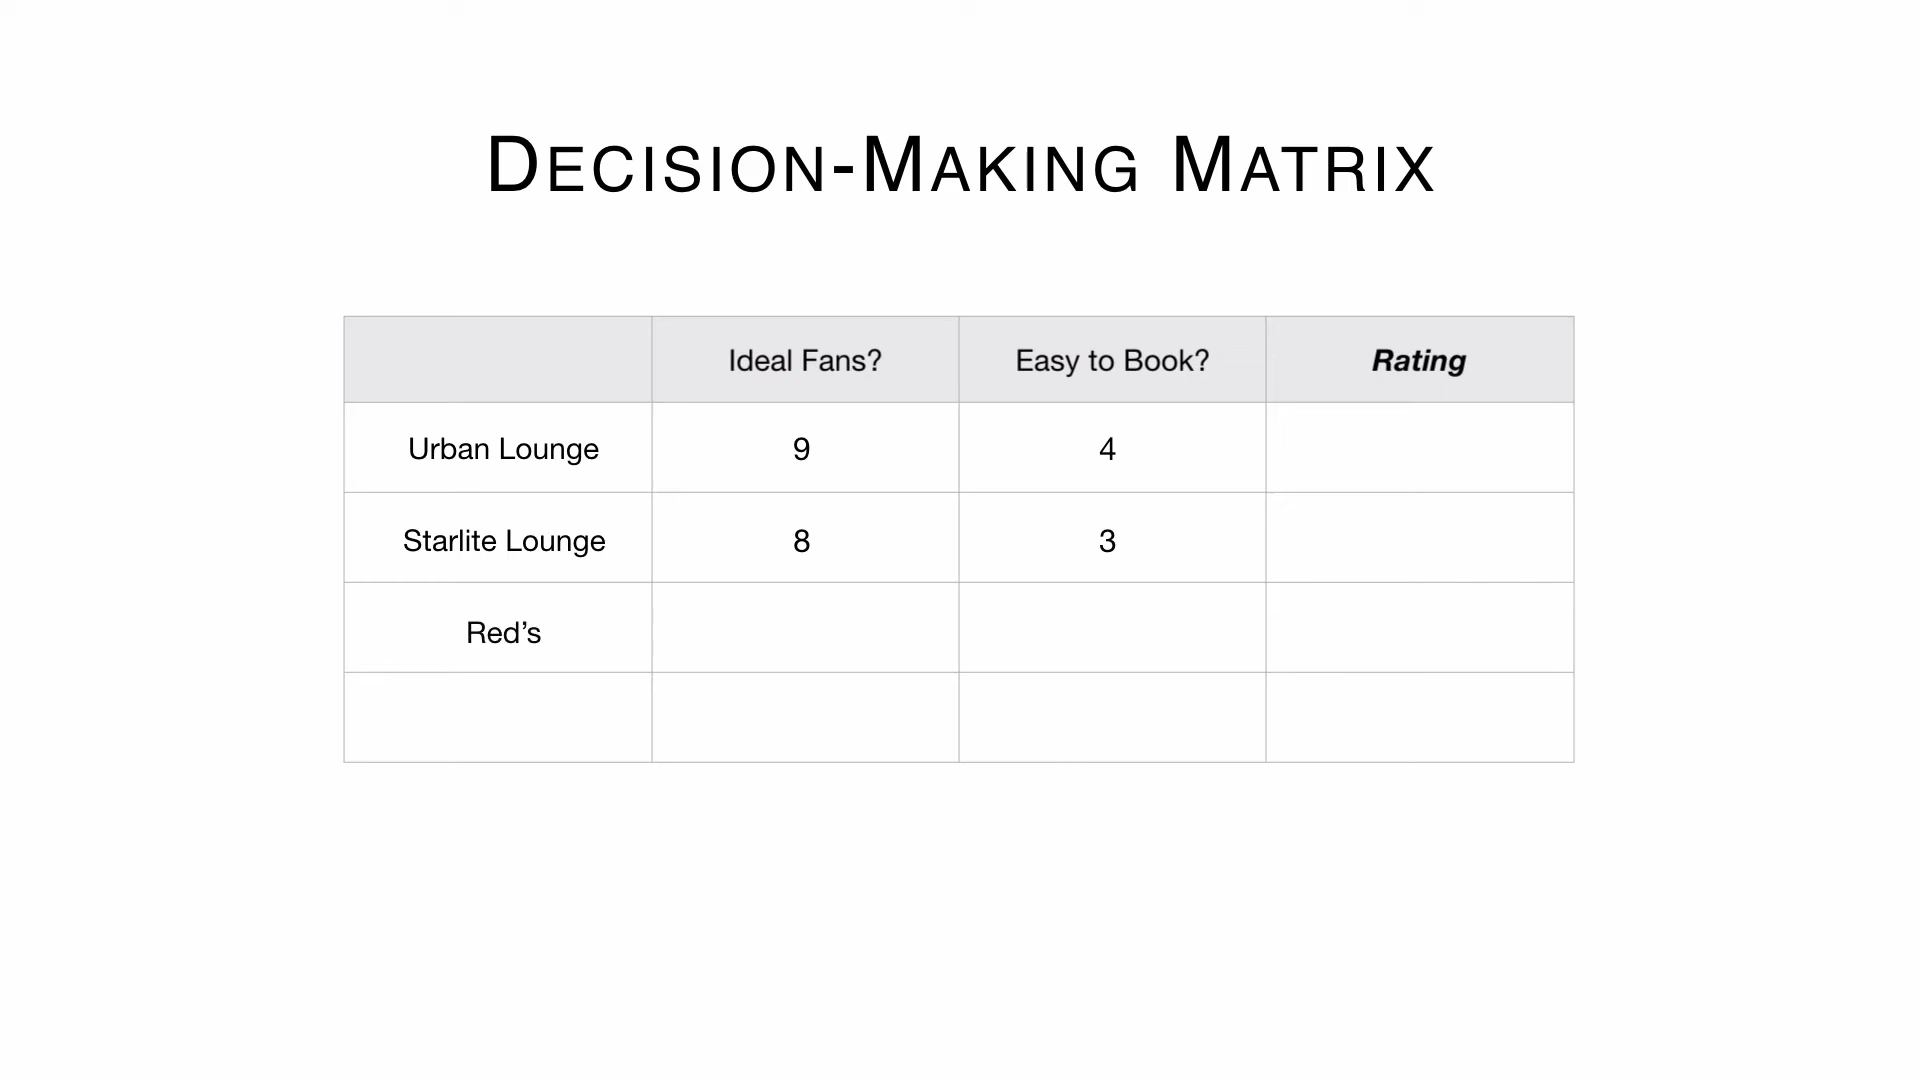 Decision-Making Matrix
Ideal Fans? Easy to Book? Rating
Urban Lounge 9 4
Starlite Lounge 8 3
Red’s